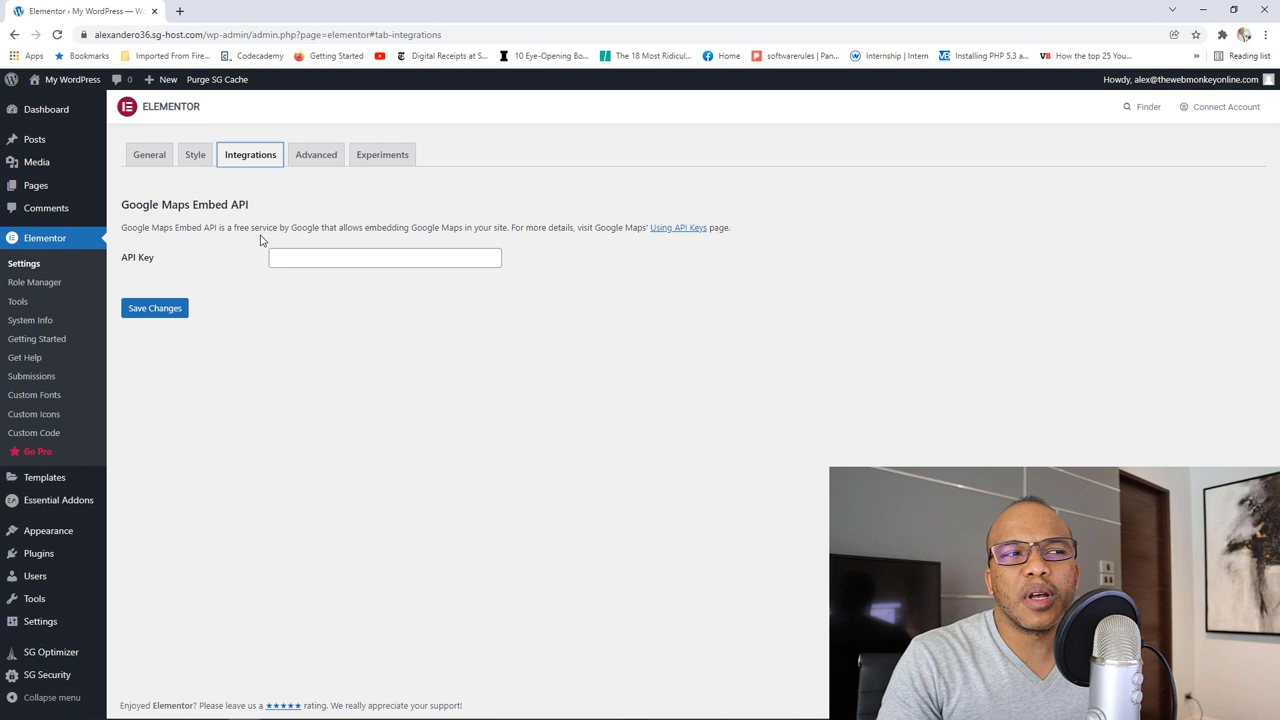 Elementor ‹ My WordPress — Wor
alexandero36.sg-host.com/wp-admin/admin.php?page=elementor#tab-integrations
Apps
Bookmarks
Imported From Fire...
Codecademy
Getting Started
Digital Receipts at S...
10 Eye-Opening Bo...
The 18 Most Ridicul...
Home
softwarerules | Pan...
Internship | Intern
Installing PHP 5.3 a...
How the top 25 You...
»
Reading list
My WordPress
0
New
Purge SG Cache
Howdy, alex@thewebmonkeyonline.com
ELEMENTOR
Finder
Connect Account
General
Style
Integrations
Advanced
Experiments
Google Maps Embed API
Google Maps Embed API is a free service by Google that allows embedding Google Maps in your site. For more details, visit Google Maps' Using API Keys page.
API Key
Save Changes
Dashboard
Posts
Media
Pages
Comments
Elementor
Settings
Role Manager
Tools
System Info
Getting Started
Get Help
Submissions
Custom Fonts
Custom Icons
Custom Code
Go Pro
Templates
Essential Addons
Appearance
Plugins
Users
Tools
Settings
SG Optimizer
SG Security
Collapse menu
Enjoyed Elementor? Please leave us a ★★★★★ rating. We really appreciate your support!